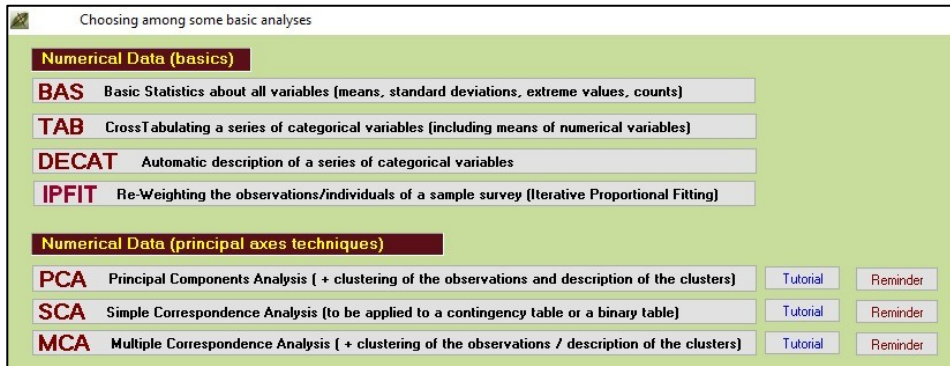 Choosing among some basic analyses
Numerical Data (basics)
BAS Basic Statistics about all variables (means, standard deviations, extreme values, counts)
TAB CrossTabulating a series of categorical variables (including means of numerical variables)
DECAT Automatic description of a series of categorical variables
IPFIT Re-Weighting the observations/individuals of a sample survey (Iterative Proportional Fitting)
Numerical Data (principal axes techniques)
PCA Principal Components Analysis ( + clustering of the observations and description of the clusters) Tutorial Reminder
SCA Simple Correspondence Analysis (to be applied to a contingency table or a binary table) Tutorial Reminder
MCA Multiple Correspondence Analysis ( + clustering of the observations / description of the clusters) Tutorial Reminder